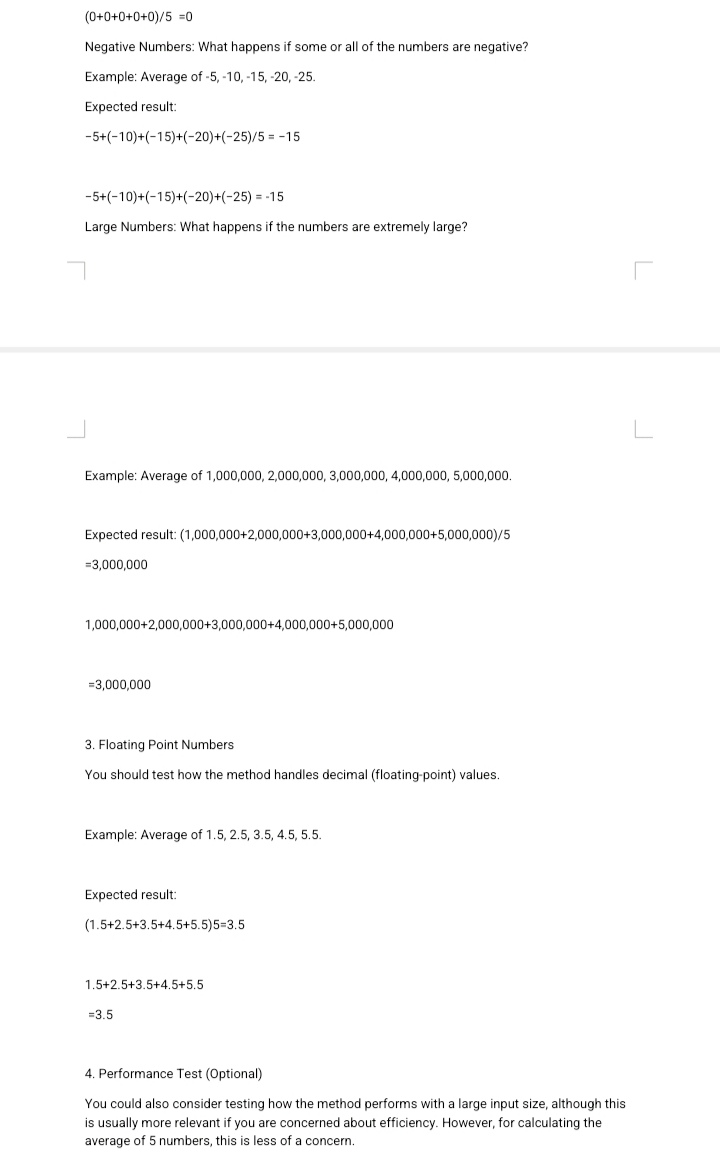 (0+0+0+0+0)/5 =0
Negative Numbers: What happens if some or all of the numbers are negative?
Example: Average of -5, -10, -15, -20, -25.
Expected result:
−5+(−10)+(−15)+(−20)+(−25)/5 = −15
−5+(−10)+(−15)+(−20)+(−25) = -15
Large Numbers: What happens if the numbers are extremely large?
Example: Average of 1,000,000, 2,000,000, 3,000,000, 4,000,000, 5,000,000.
Expected result: (1,000,000+2,000,000+3,000,000+4,000,000+5,000,000)/5
=3,000,000
1,000,000+2,000,000+3,000,000+4,000,000+5,000,000
=3,000,000
3. Floating Point Numbers
You should test how the method handles decimal (floating-point) values.
Example: Average of 1.5, 2.5, 3.5, 4.5, 5.5.
Expected result:
(1.5+2.5+3.5+4.5+5.5)5=3.5
1.5+2.5+3.5+4.5+5.5
=3.5
4. Performance Test (Optional)
You could also consider testing how the method performs with a large input size, although this
is usually more relevant if you are concerned about efficiency. However, for calculating the
average of 5 numbers, this is less of a concern.